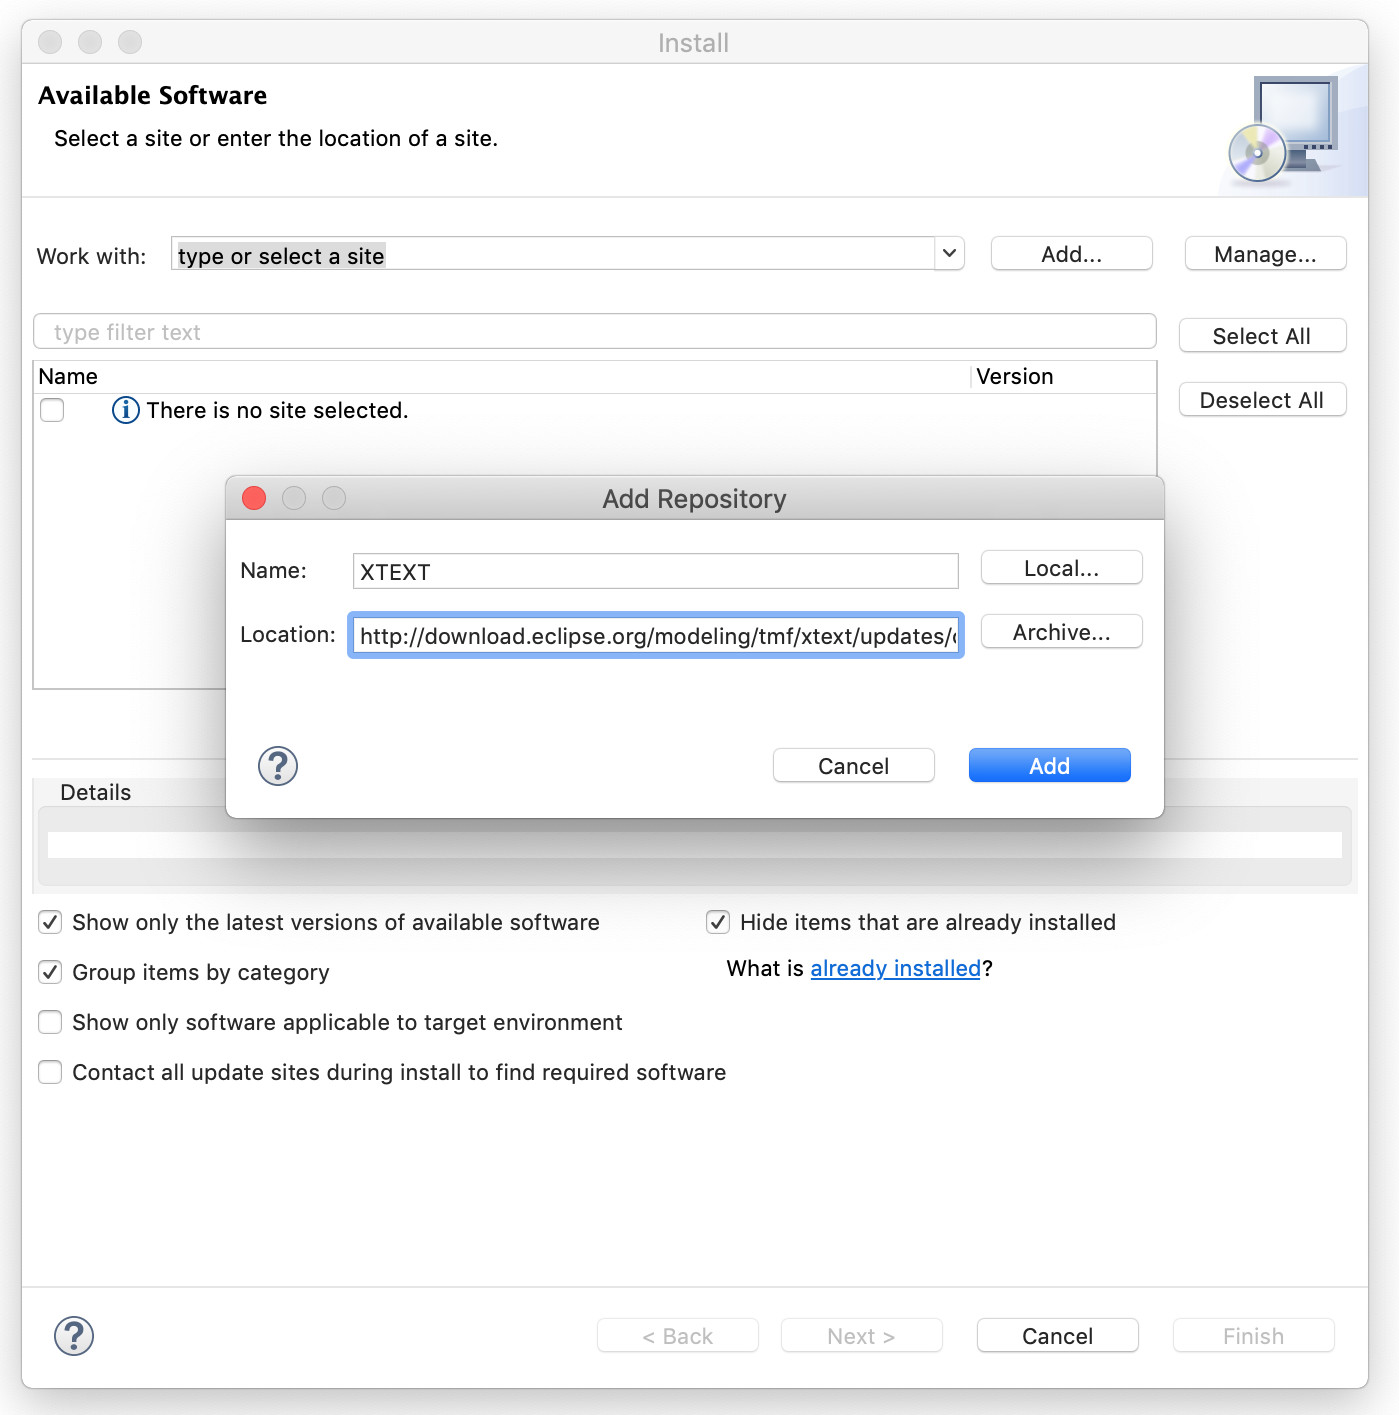 Install
Available Software
Select a site or enter the location of a site.
Work with: type or select a site Add... Manage...
type filter text
Select All
Name Version
There is no site selected.
Deselect All
Add Repository
Name: XTEXT Local...
Location: http://download.eclipse.org/modeling/tmf/xtext/updates/ Archive...
? Cancel Add
Details
Show only the latest versions of available software Hide items that are already installed
Group items by category What is already installed?
Show only software applicable to target environment
Contact all update sites during install to find required software
? < Back Next > Cancel Finish